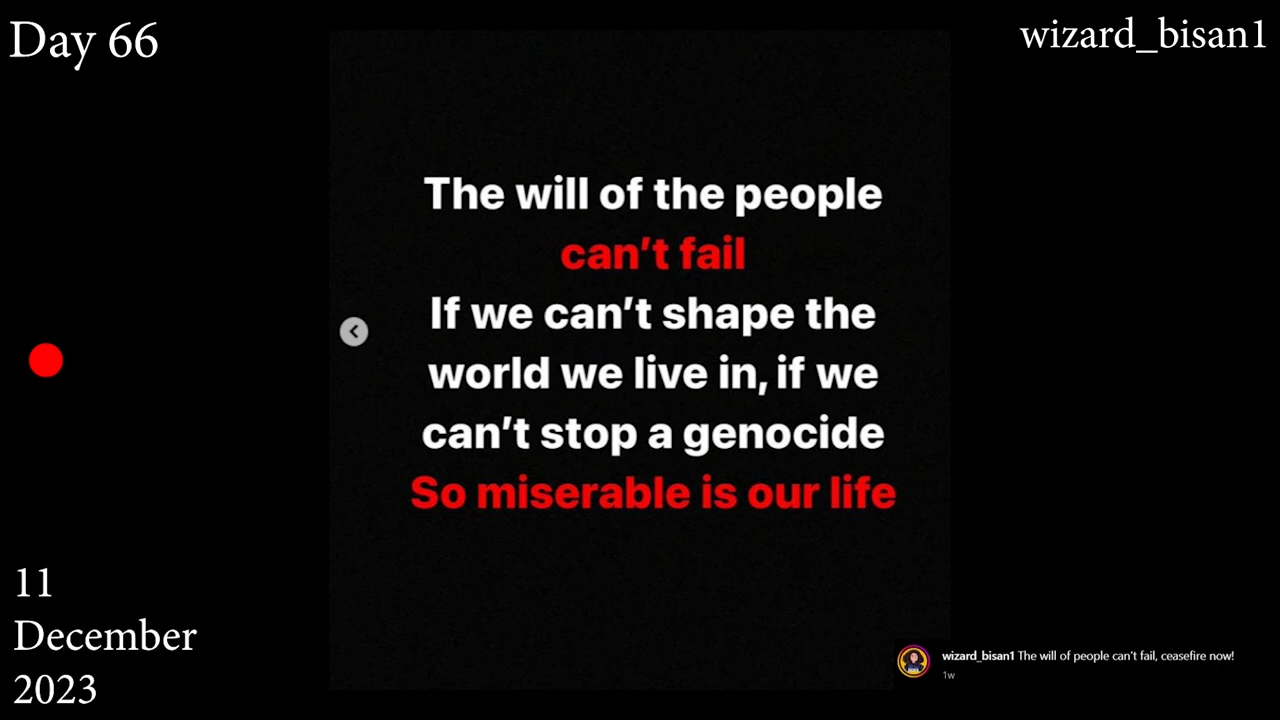 Day 66
wizard_bisan1
The will of the people
can't fail
If we can't shape the
world we live in, if we
can't stop a genocide
So miserable is our life
11
December
2023
wizard_bisan1 The will of people can't fail, ceasefire now!
1w